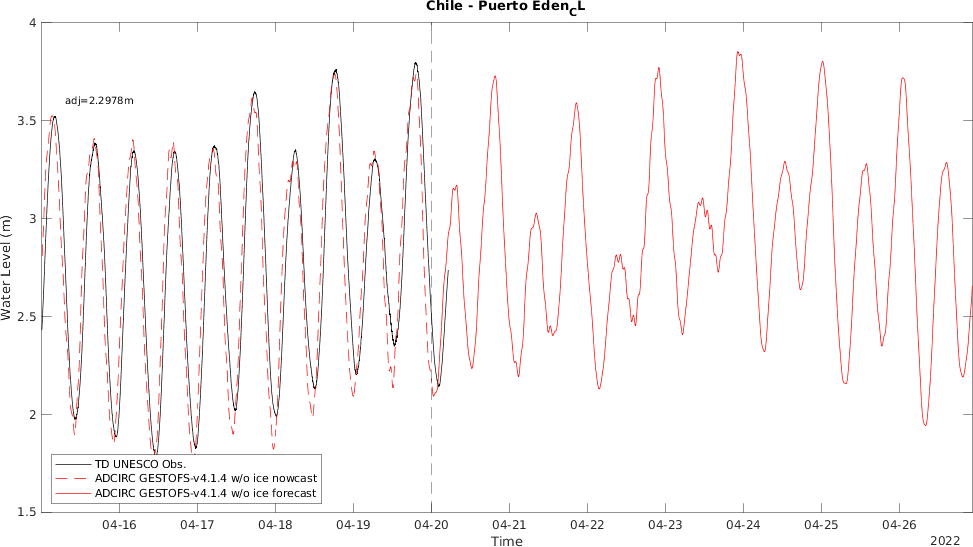 Chile - Puerto Eden_CL
4
adj=2.2978m
3.5
3
2.5
2
1.5
Water Level (m)
TD UNESCO Obs.
ADCIRC GESTOFS-v4.1.4 w/o ice nowcast
ADCIRC GESTOFS-v4.1.4 w/o ice forecast
04-16 04-17 04-18 04-19 04-20 04-21 04-22 04-23 04-24 04-25 04-26
Time
2022